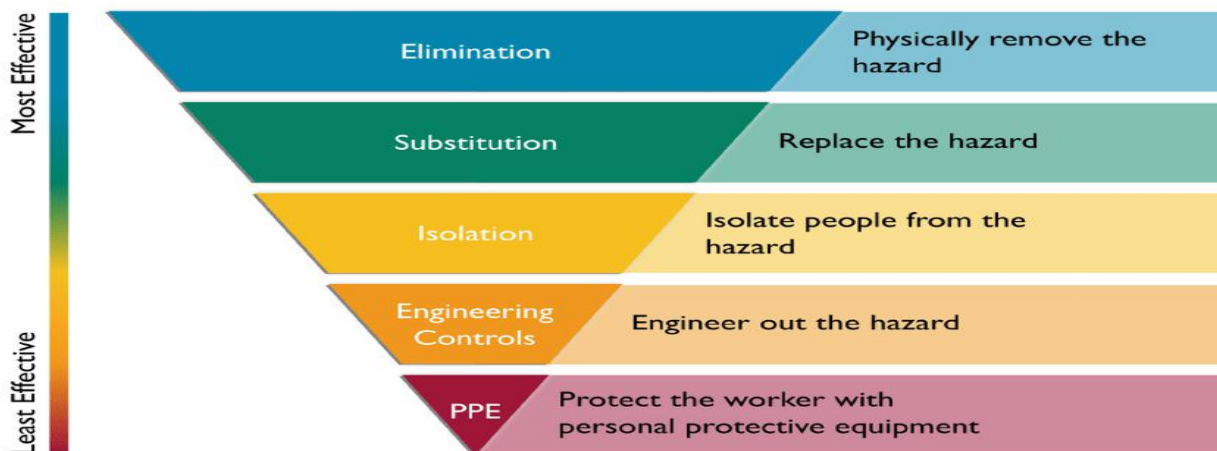 Most Effective
Elimination
Physically remove the
hazard
Substitution
Replace the hazard
Isolation
Isolate people from the
hazard
Engineering
Controls
Engineer out the hazard
Least Effective
PPE
Protect the worker with
personal protective equipment